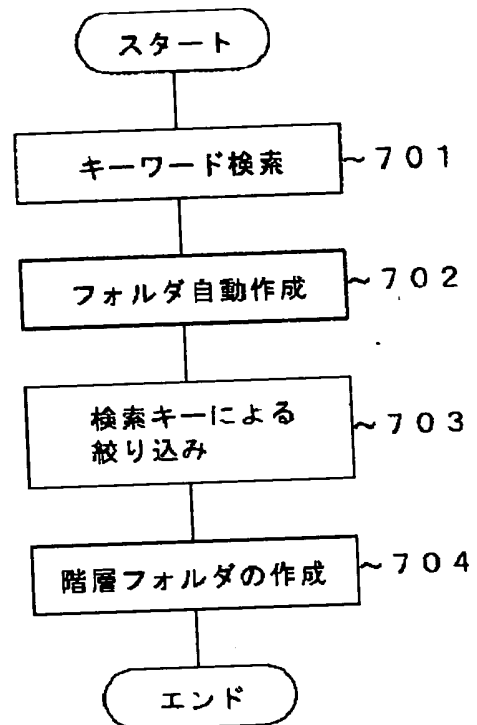 スタート
キーワード検索
~701
フォルダ自動作成
~702
検索キーによる
絞り込み
~703
階層フォルダの作成
~704
エンド